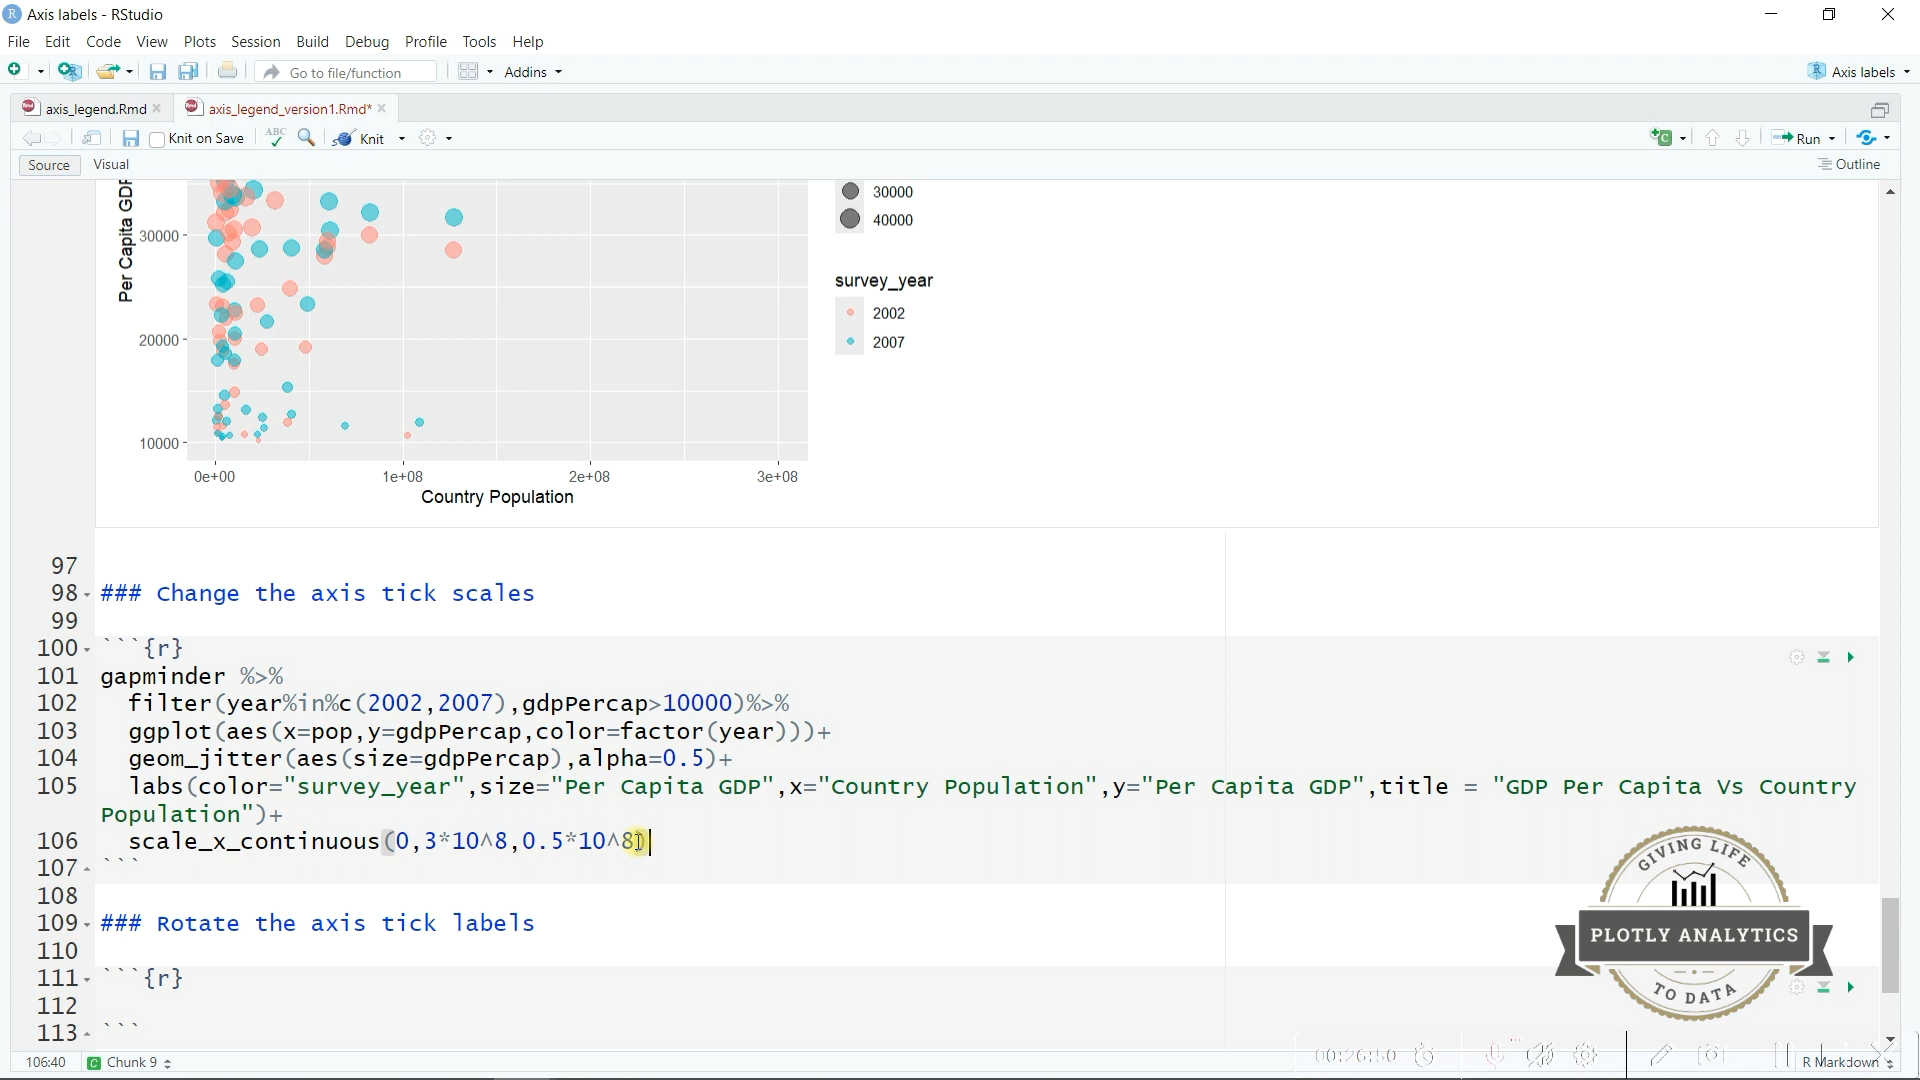 Axis labels - RStudio
File Edit Code View Plots Session Build Debug Profile Tools Help
Go to file/function Addins Axis labels
axis_legend.Rmd axis_legend_version1.Rmd*
Knit on Save ABC Knit Run
Source Visual Outline
Per Capita GDP
30000
20000
10000
0e+00 1e+08 2e+08 3e+08
Country Population
30000
40000
survey_year
2002
2007
97
98 ### Change the axis tick scales
99
100 ```{r}
101 gapminder %>%
102 filter(year%in%c(2002,2007),gdpPercap>10000)%>%
103 ggplot(aes(x=pop,y=gdpPercap,color=factor(year)))+
104 geom_jitter(aes(size=gdpPercap),alpha=0.5)+
105 labs(color="survey_year",size="Per Capita GDP",x="Country Population",y="Per Capita GDP",title = "GDP Per Capita Vs Country
Population")+
106 scale_x_continuous(0,3*10^8,0.5*10^8)
107 ```
108
109 ### Rotate the axis tick labels
110
111 ```{r}
112
113 ```
GIVING LIFE
PLOTLY ANALYTICS
TO DATA
106:40 Chunk 9 00:26:50 R Markdown